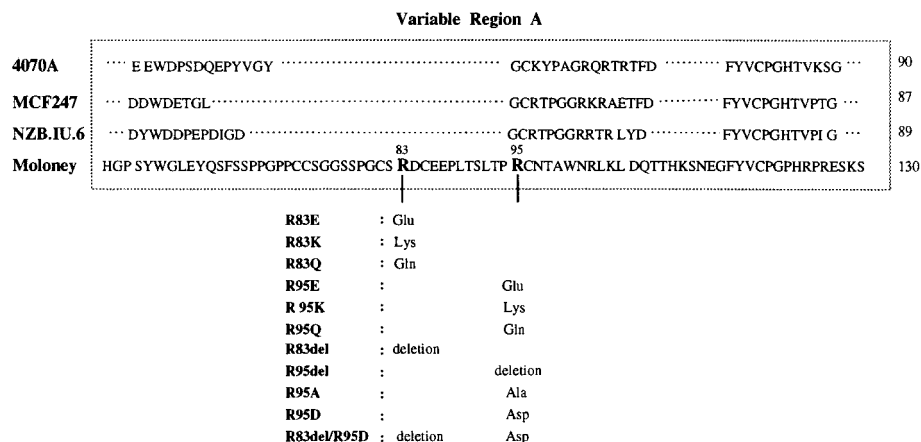 Variable Region A
4070A ···· E EWDPSDQEPYVGY ···· GCKYPAGRQRTRTFD ···· FYVCPGHTVKSG ··· 90
MCF247 ··· DDWDETGL ···· GCRTPGGRKRAETFD ···· FYVCPGHTVPTG ··· 87
NZB.IU.6 ··· DYWDDPEPDIGD ···· GCRTPGGRRTR LYD ···· FYVCPGHTVPI G ··· 89
83 95
Moloney HGP SYWGLEYQSFSSPPGPPCCSGGSSPGCS RDCEEPLTSLTP RCNTAWNRLKL DQTTHKSNEGFYVCPGPHRPRESKS 130
R83E : Glu
R83K : Lys
R83Q : Gln
R95E : Glu
R 95K : Lys
R95Q : Gln
R83del : deletion
R95del : deletion
R95A : Ala
R95D : Asp
R83del/R95D : deletion Asp